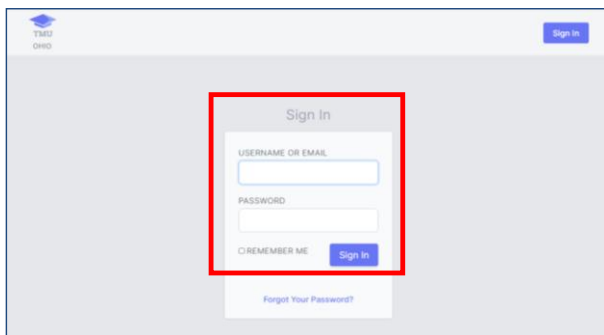 TMU
OHIO
Sign In
Sign In
USERNAME OR EMAIL
PASSWORD
REMEMBER ME
Sign In
Forgot Your Password?